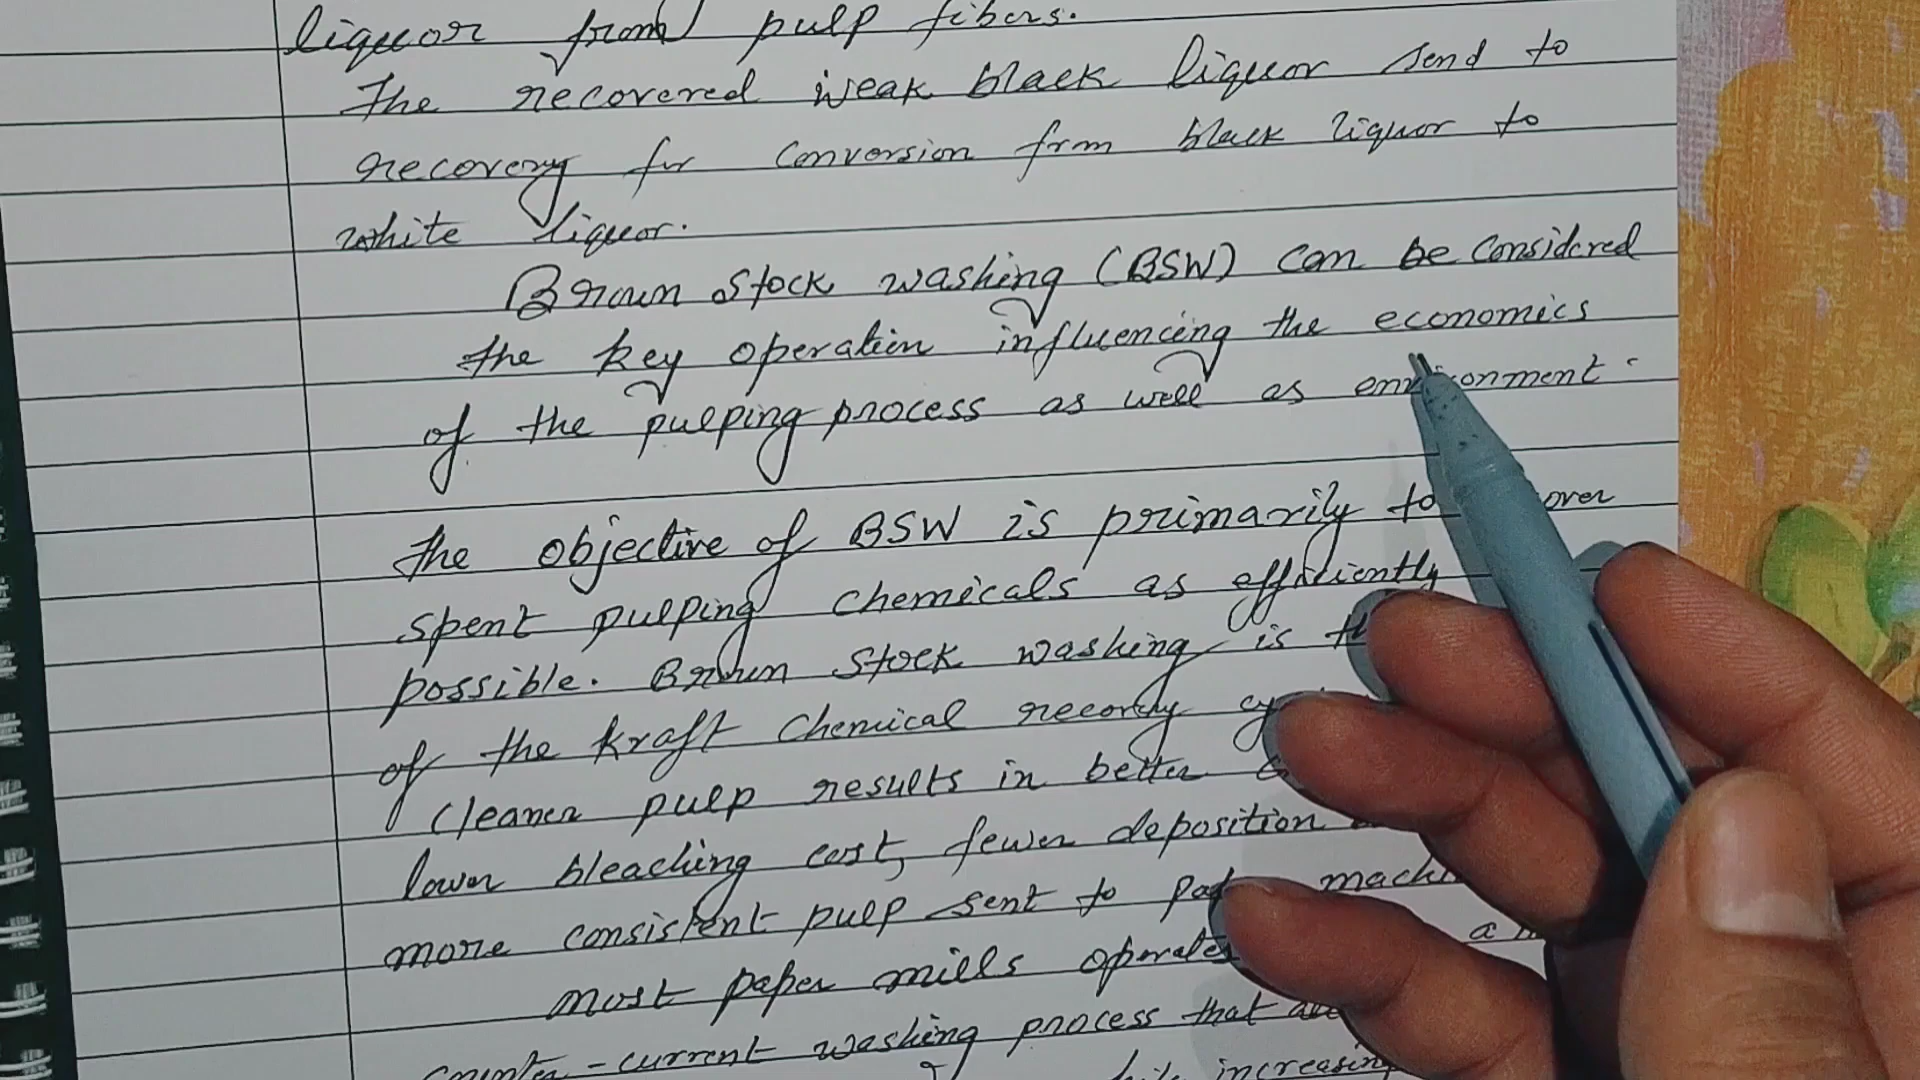 liquor from pulp fibers.
The recovered weak black liquor send to
recovery for conversion from black liquor to
white liquor.
Brown Stock washing (BSW) can be considered
the key operation influencing the economics
of the pulping process as well as environment.
The objective of BSW is primarily to
spent pulping chemicals as efficiently
possible. Brown Stock washing is
of the kraft chemical recovery
cleaner pulp results in better
lower bleaching cost, fewer deposition
more consistent pulp sent to
most paper mills operates a
counter-current washing process that
increasing